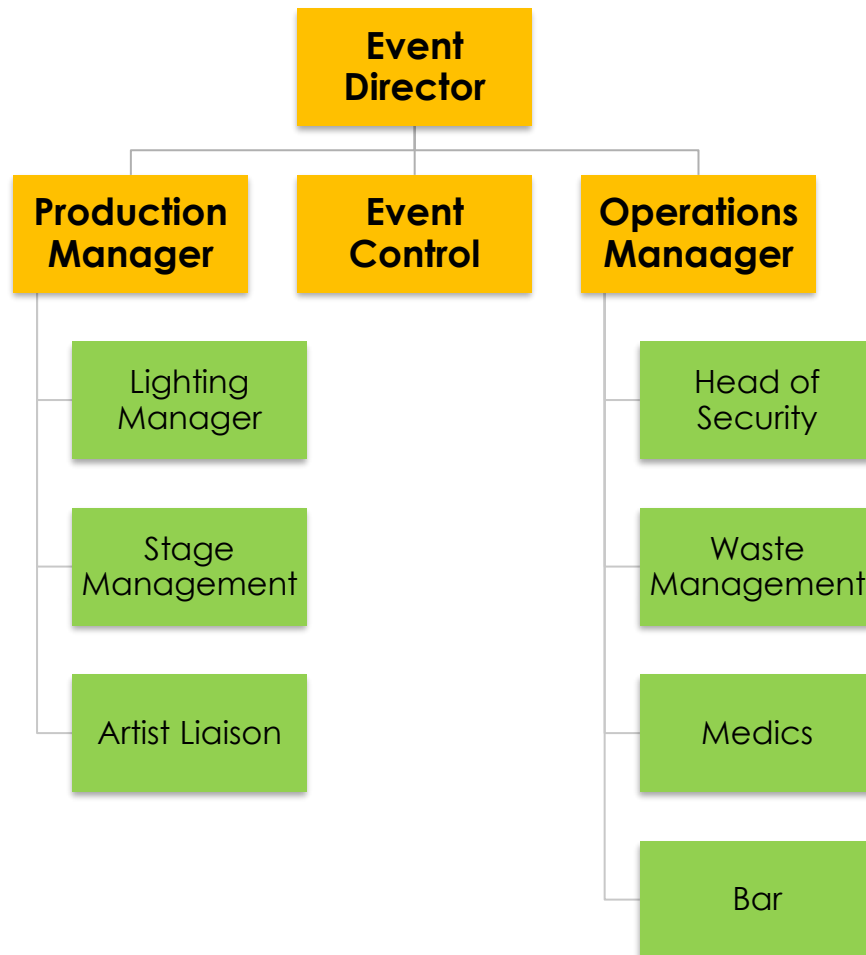 Event
Director
Production
Manager
Event
Control
Operations
Manaager
Lighting
Manager
Head of
Security
Stage
Management
Waste
Management
Artist Liaison
Medics
Bar